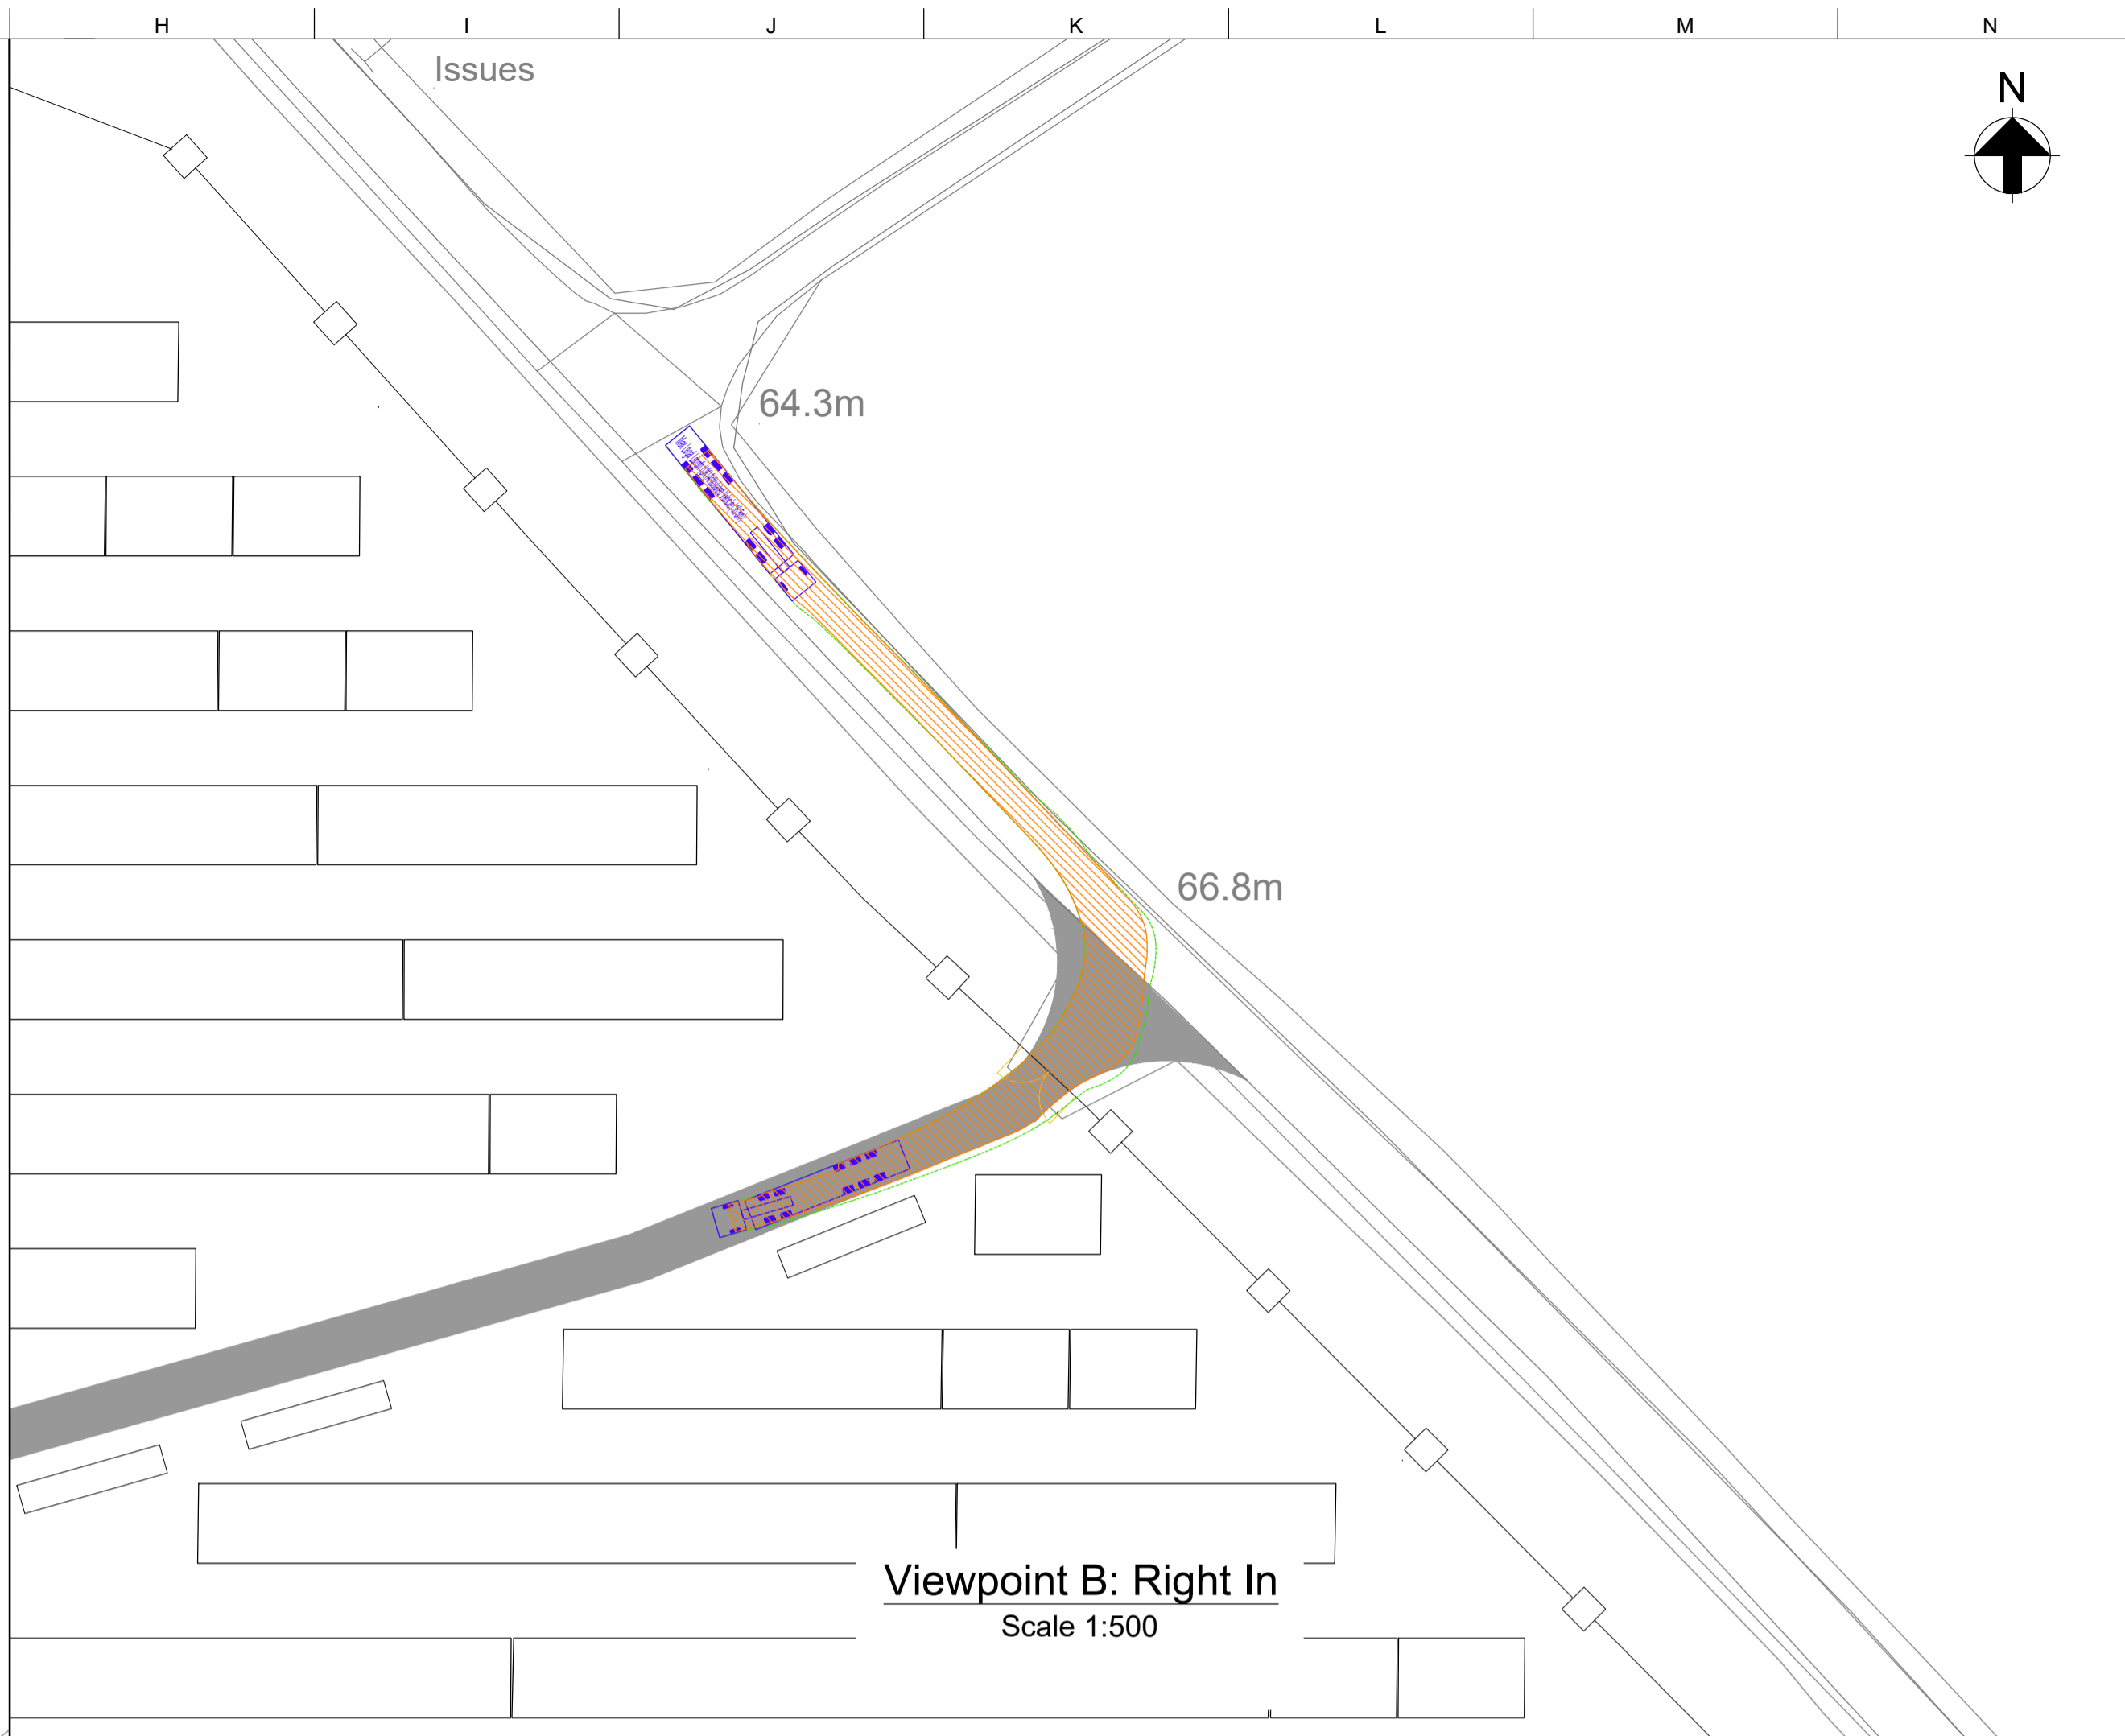 H I J K L M N
Issues
N
64.3m
66.8m
Viewpoint B: Right In
Scale 1:500